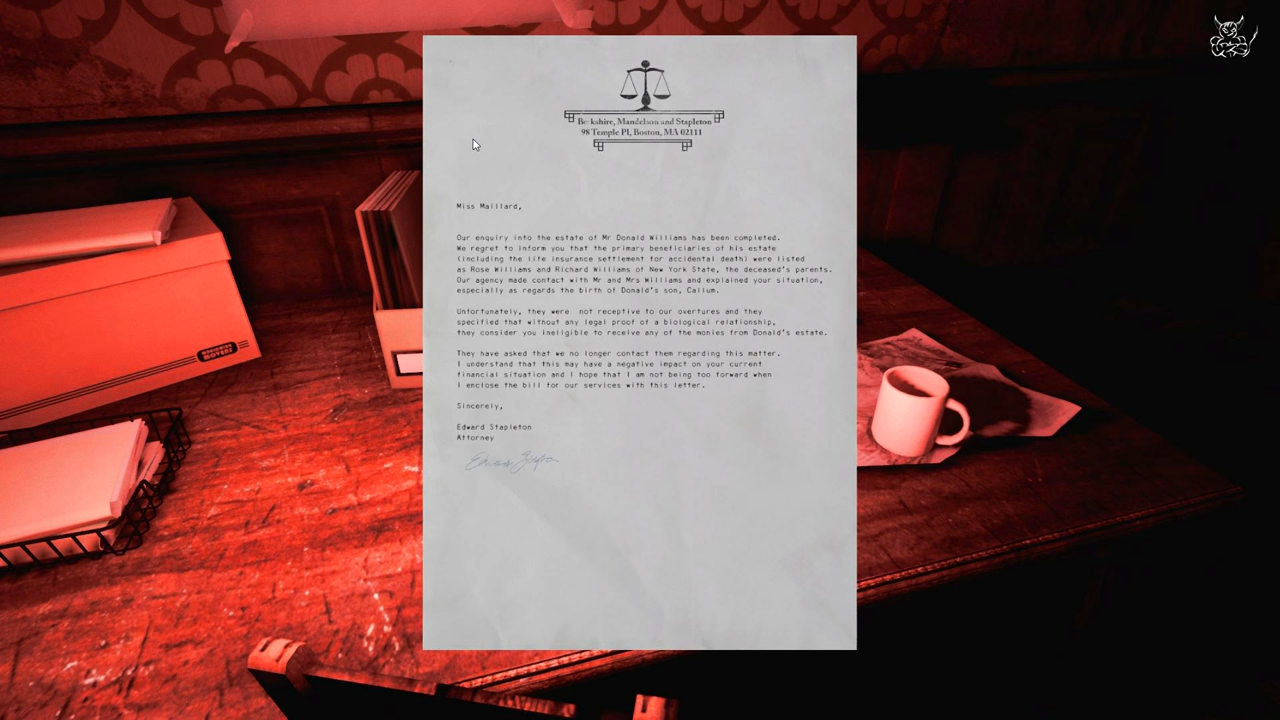 Berkshire, Mandelson and Stapleton
98 Temple Pl, Boston, MA 02111
Miss Maillard,
Our enquiry into the estate of Mr Donald Williams has been completed.
We regret to inform you that the primary beneficiaries of his estate
(including the life insurance settlement for accidental death) were listed
as Rose Williams and Richard Williams of New York State, the deceased's parents.
Our agency made contact with Mr and Mrs Williams and explained your situation,
especially as regards the birth of Donald's son, Callum.
Unfortunately, they were not receptive to our overtures and they
specified that without any legal proof of a biological relationship,
they consider you ineligible to receive any of the monies from Donald's estate.
They have asked that we no longer contact them regarding this matter.
I understand that this may have a negative impact on your current
financial situation and I hope that I am not being too forward when
I enclose the bill for our services with this letter.
Sincerely,
Edward Stapleton
Attorney
MOVERS!